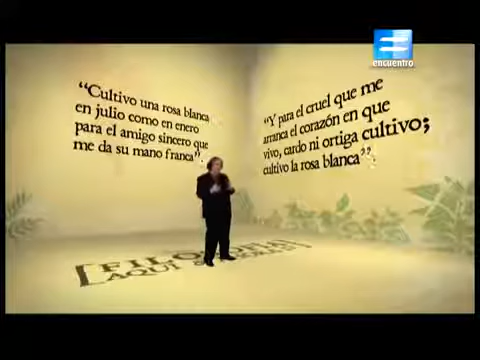 encuentro
“Cultivo una rosa blanca
en julio como en enero
para el amigo sincero que
me da su mano franca”
“Y para el cruel que me
arranca el corazón en que
vivo, cardo ni ortiga cultivo;
cultivo la rosa blanca”
[FILOSOFÍA
AQUÍ